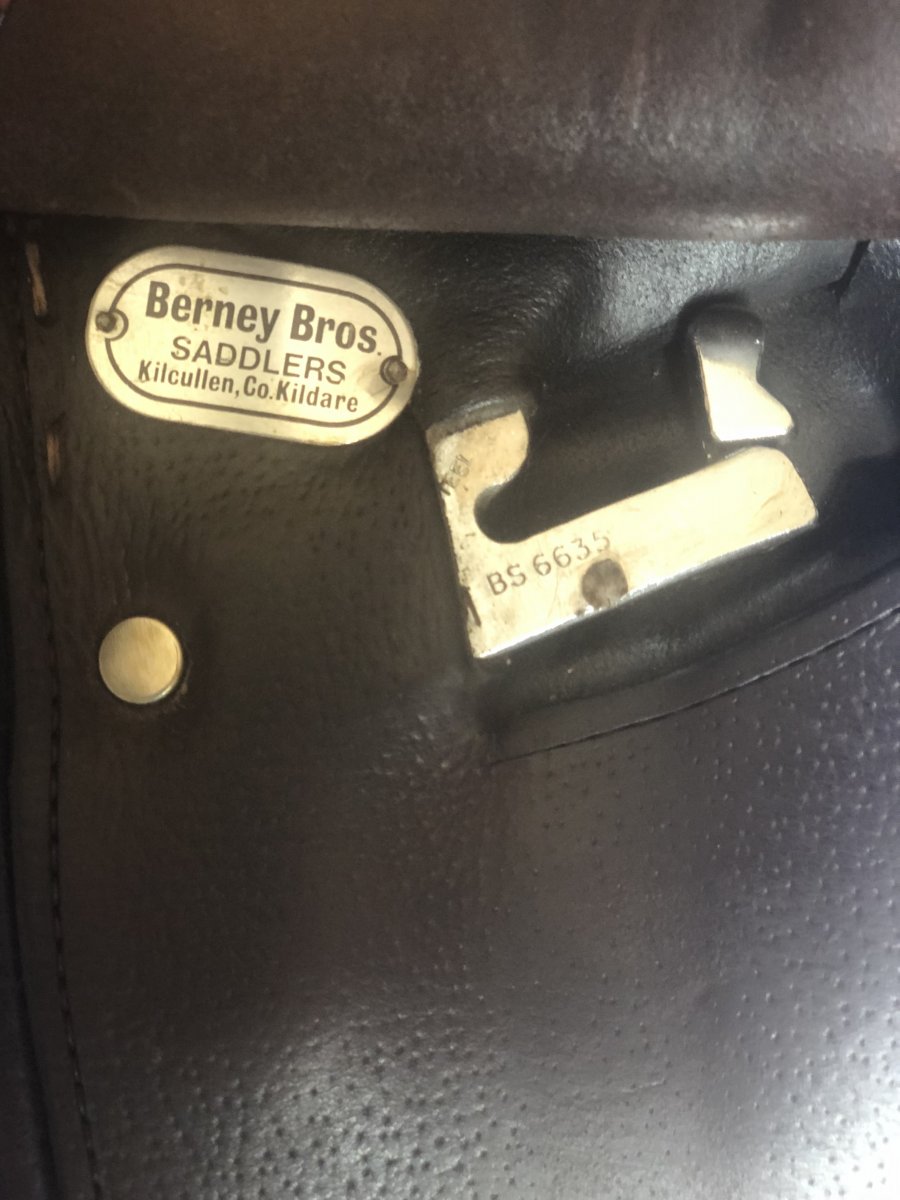 Berney Bros.
SADDLERS
Kilcullen,Co.Kildare
BS 6635